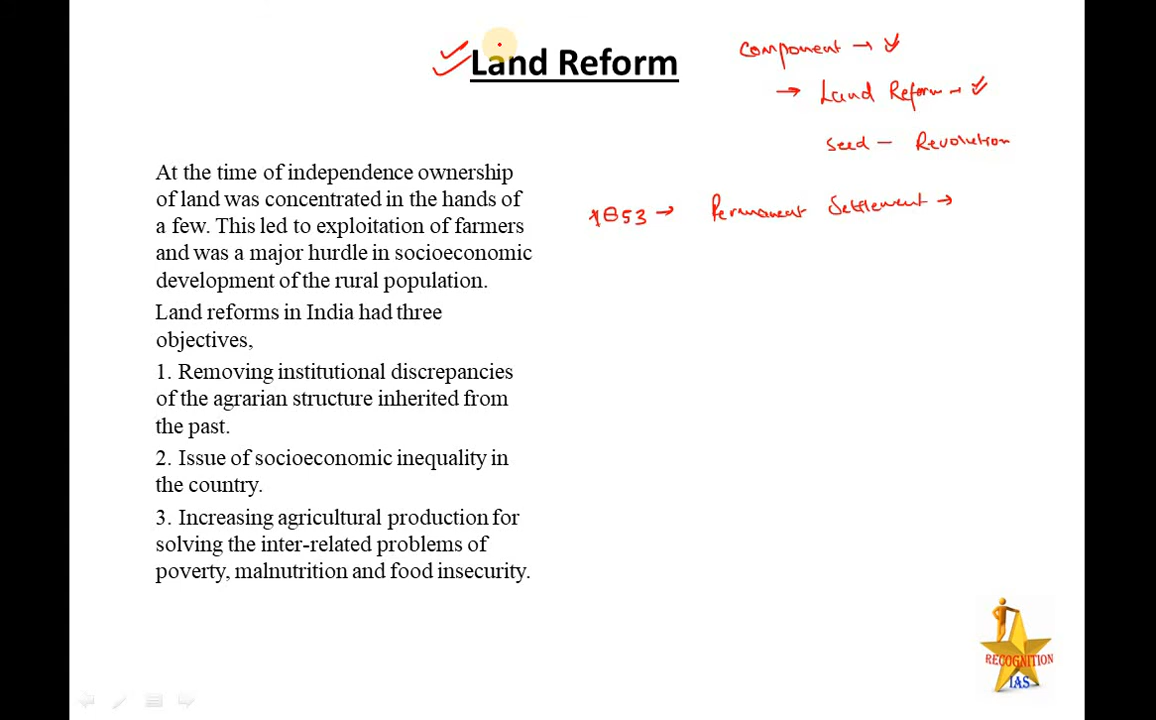 Land Reform
Component → 
→ Land Reform → 
Seed — Revolution
1853 → Permanent Settlement →
At the time of independence ownership
of land was concentrated in the hands of
a few. This led to exploitation of farmers
and was a major hurdle in socioeconomic
development of the rural population.
Land reforms in India had three
objectives,
1. Removing institutional discrepancies
of the agrarian structure inherited from
the past.
2. Issue of socioeconomic inequality in
the country.
3. Increasing agricultural production for
solving the inter-related problems of
poverty, malnutrition and food insecurity.
RECOGNITION
IAS